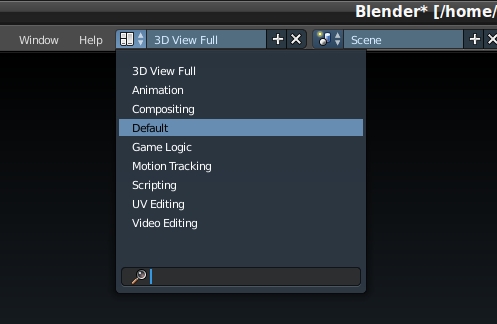 Blender* [/home/
Window Help 3D View Full Scene
3D View Full
Animation
Compositing
Default
Game Logic
Motion Tracking
Scripting
UV Editing
Video Editing